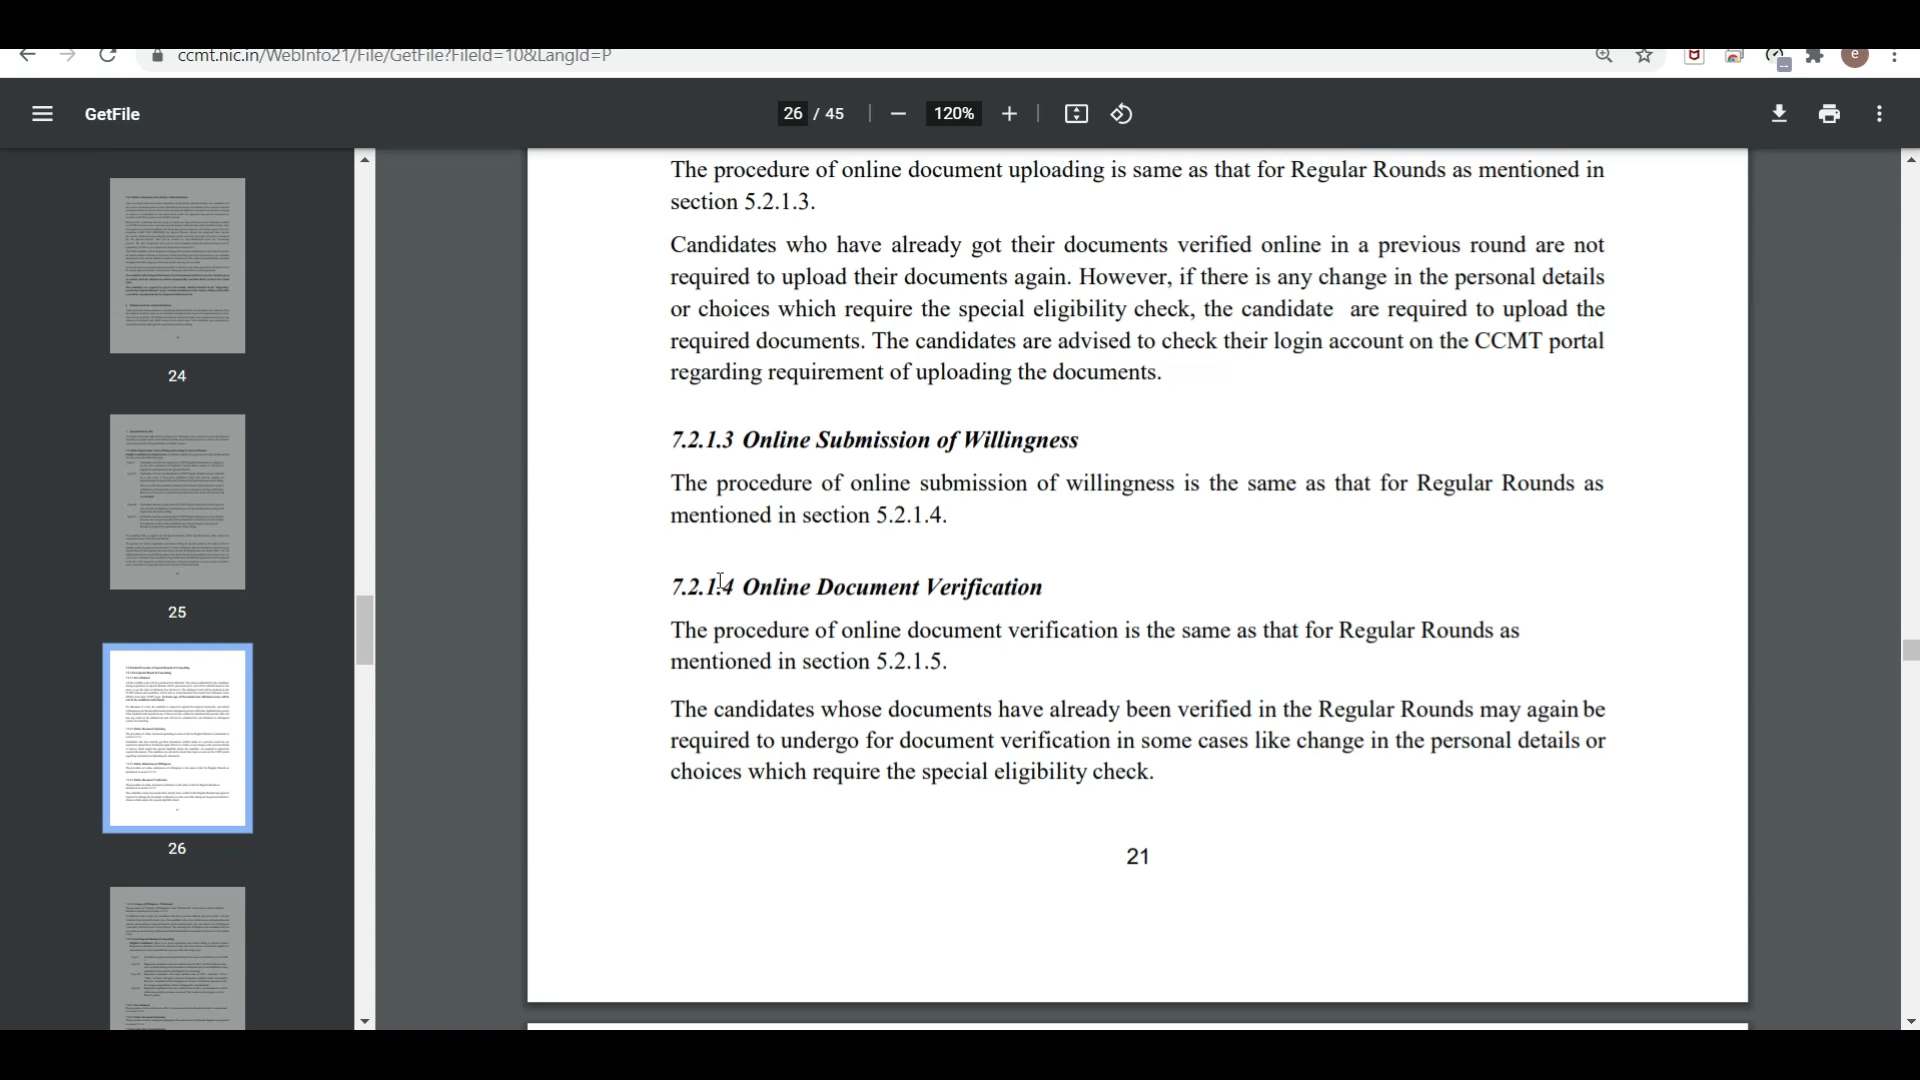 ccmt.nic.in/WebInfo21/File/GetFile?FileId=10&LangId=P
e
GetFile
26 / 45
120%
24
25
26
The procedure of online document uploading is same as that for Regular Rounds as mentioned in
section 5.2.1.3.
Candidates who have already got their documents verified online in a previous round are not
required to upload their documents again. However, if there is any change in the personal details
or choices which require the special eligibility check, the candidate are required to upload the
required documents. The candidates are advised to check their login account on the CCMT portal
regarding requirement of uploading the documents.
7.2.1.3 Online Submission of Willingness
The procedure of online submission of willingness is the same as that for Regular Rounds as
mentioned in section 5.2.1.4.
7.2.1.4 Online Document Verification
The procedure of online document verification is the same as that for Regular Rounds as
mentioned in section 5.2.1.5.
The candidates whose documents have already been verified in the Regular Rounds may again be
required to undergo for document verification in some cases like change in the personal details or
choices which require the special eligibility check.
21